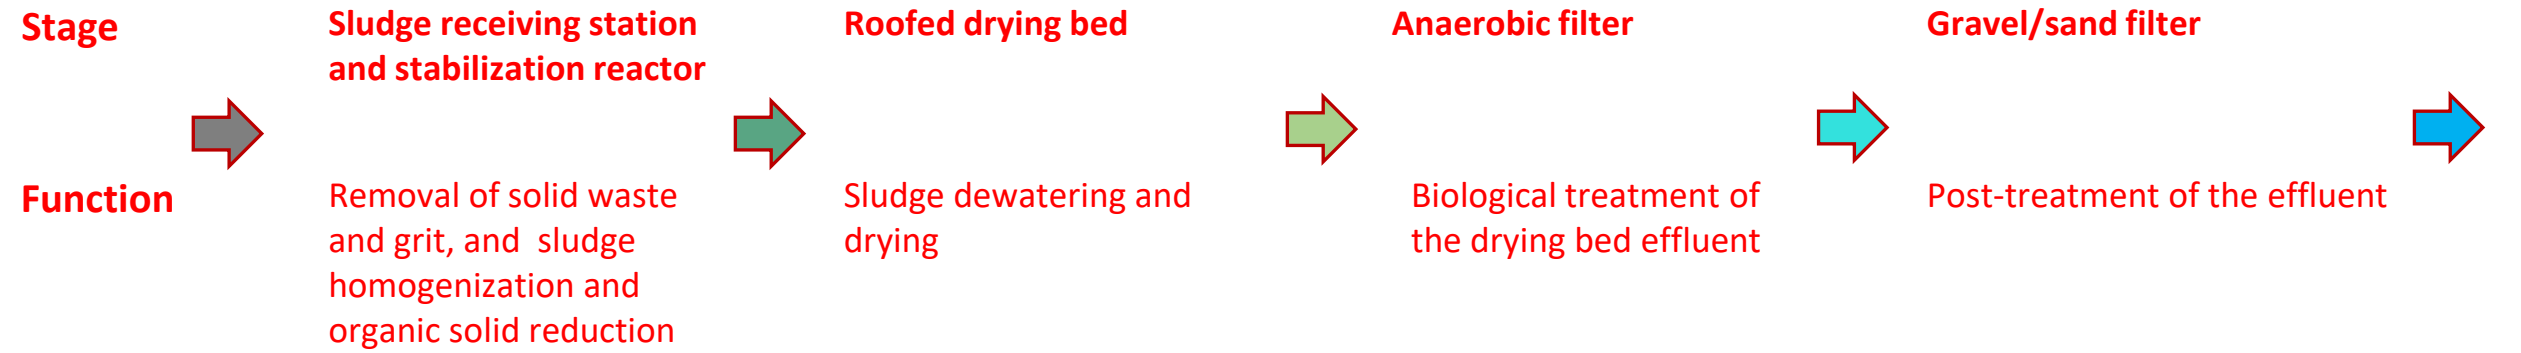 Stage
Sludge receiving station
and stabilization reactor
Roofed drying bed
Anaerobic filter
Gravel/sand filter
Function
Removal of solid waste
and grit, and  sludge
homogenization and
organic solid reduction
Sludge dewatering and
drying
Biological treatment of
the drying bed effluent
Post-treatment of the effluent